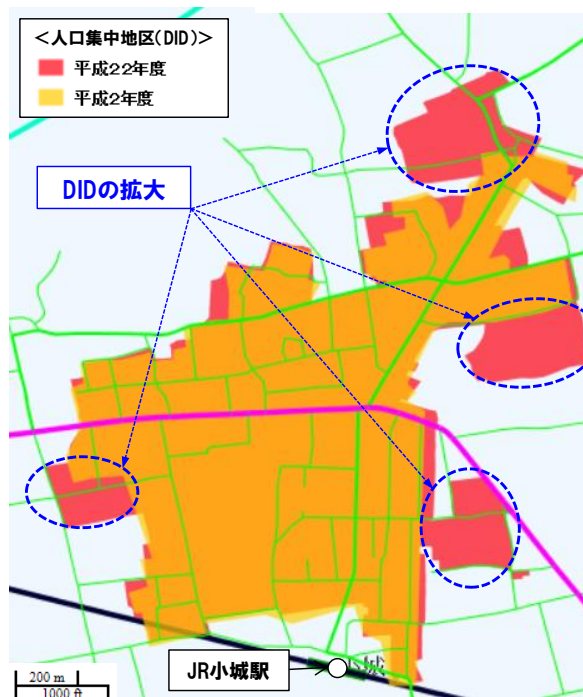 <人口集中地区(DID)>
平成22年度
平成2年度
DIDの拡大
JR小城駅
城
200 m
1000 ft